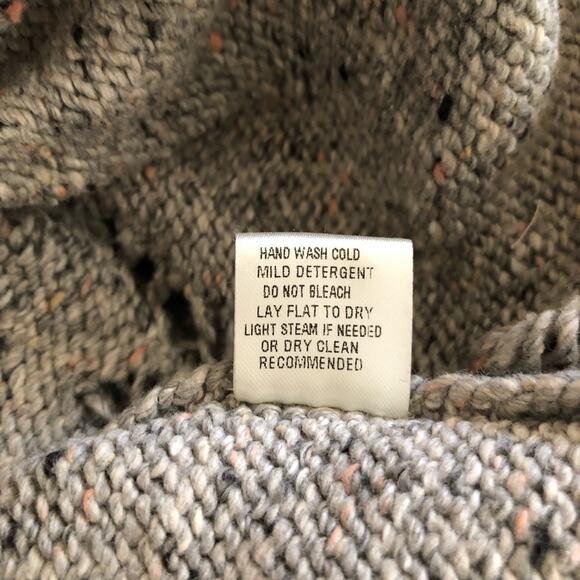 HAND WASH COLD
MILD DETERGENT
DO NOT BLEACH
LAY FLAT TO DRY
LIGHT STEAM IF NEEDED
OR DRY CLEAN
RECOMMENDED